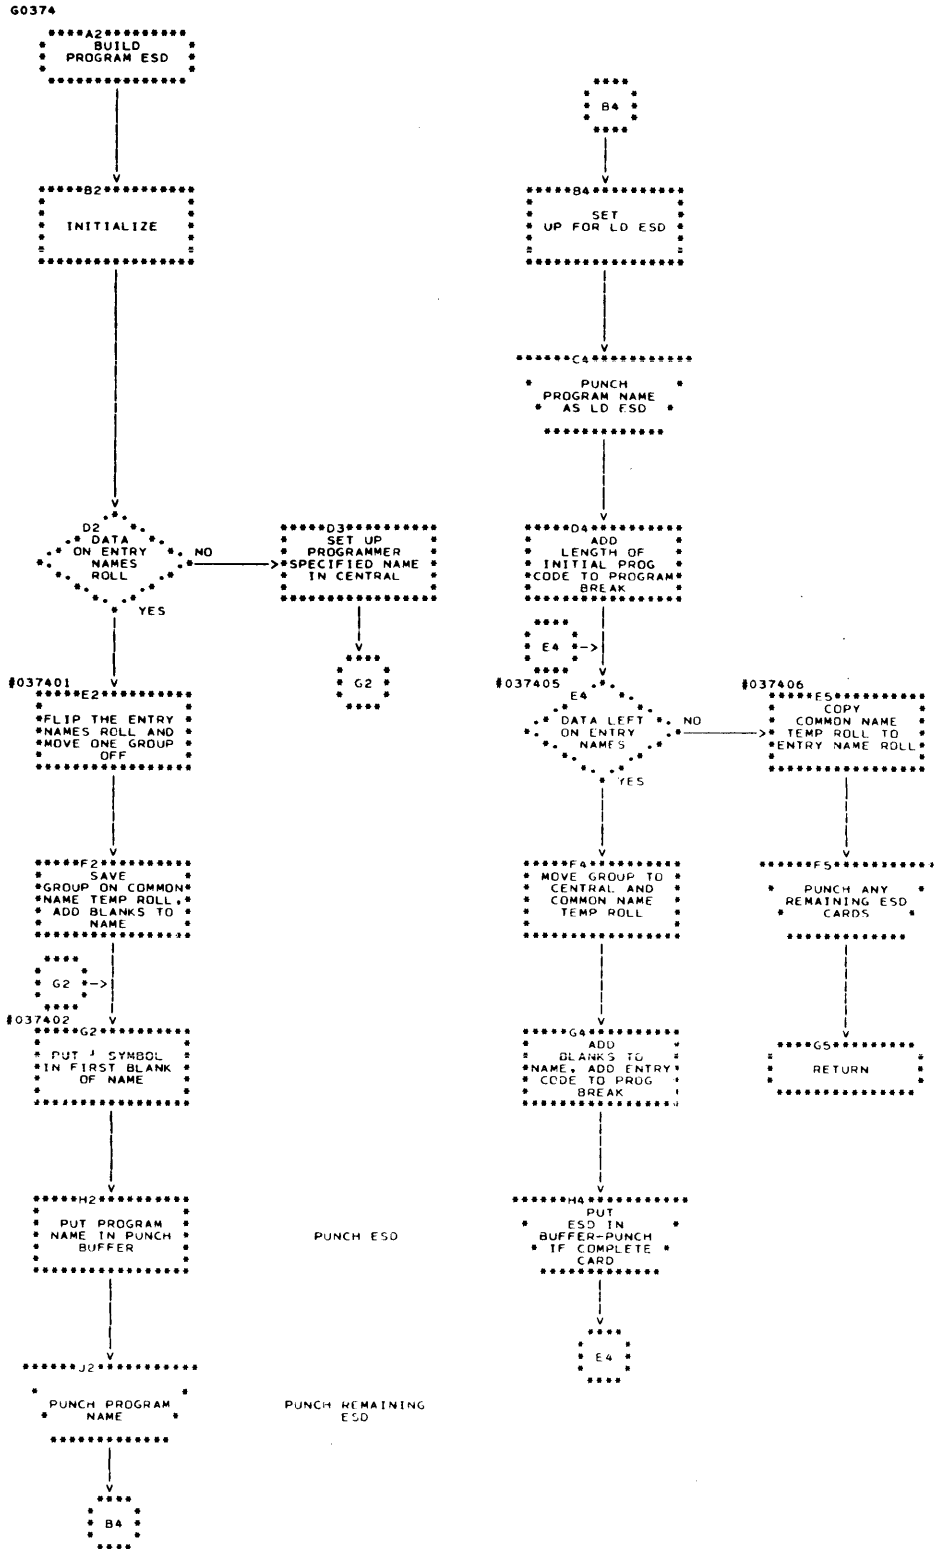 G0374
A2
BUILD
PROGRAM ESD
B2
INITIALIZE
D2
DATA
ON ENTRY
NAMES
ROLL
NO
YES
D3
SET UP
PROGRAMMER
SPECIFIED NAME
IN CENTRAL
G2
#037401
E2
FLIP THE ENTRY
NAMES ROLL AND
MOVE ONE GROUP
OFF
F2
SAVE
GROUP ON COMMON
NAME TEMP ROLL,
ADD BLANKS TO
NAME
G2
#037402
G2
PUT SYMBOL
IN FIRST BLANK
OF NAME
H2
PUT PROGRAM
NAME IN PUNCH
BUFFER
PUNCH ESD
J2
PUNCH PROGRAM
NAME
PUNCH REMAINING
ESD
B4
B4
B4
SET
UP FOR LD ESD
C4
PUNCH
PROGRAM NAME
AS LD ESD
D4
ADD
LENGTH OF
INITIAL PROG
CODE TO PROGRAM
BREAK
E4
#037405
E4
DATA LEFT
ON ENTRY
NAMES
NO
YES
#037406
E5
COPY
COMMON NAME
TEMP ROLL TO
ENTRY NAME ROLL
F4
MOVE GROUP TO
CENTRAL AND
COMMON NAME
TEMP ROLL
F5
PUNCH ANY
REMAINING ESD
CARDS
G4
ADD
BLANKS TO
NAME, ADD ENTRY
CODE TO PROG
BREAK
G5
RETURN
H4
PUT
ESD IN
BUFFER-PUNCH
IF COMPLETE
CARD
E4